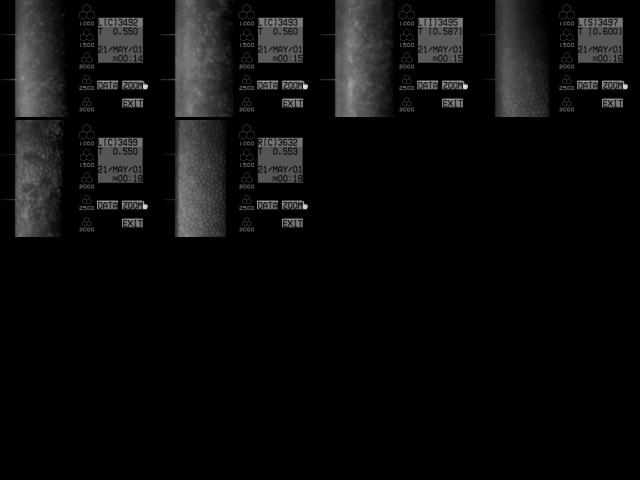 1000
L(C)3492
T 0.550
1500
21/MAY/01
PM00:14
2000
2500
DATA ZOOM
EXIT
3000
1000
L(C)3493
T 0.560
1500
21/MAY/01
PM00:15
2000
2500
DATA ZOOM
EXIT
3000
1000
L(I)3495
T (0.587)
1500
21/MAY/01
PM00:15
2000
2500
DATA ZOOM
EXIT
3000
1000
L(S)3497
T (0.600)
1500
21/MAY/01
PM00:16
2000
2500
DATA ZOOM
EXIT
3000
1000
L(C)3499
T 0.550
1500
21/MAY/01
PM00:18
2000
2500
DATA ZOOM
EXIT
3000
1000
R(C)3632
T 0.553
1500
21/MAY/01
PM00:18
2000
2500
DATA ZOOM
EXIT
3000